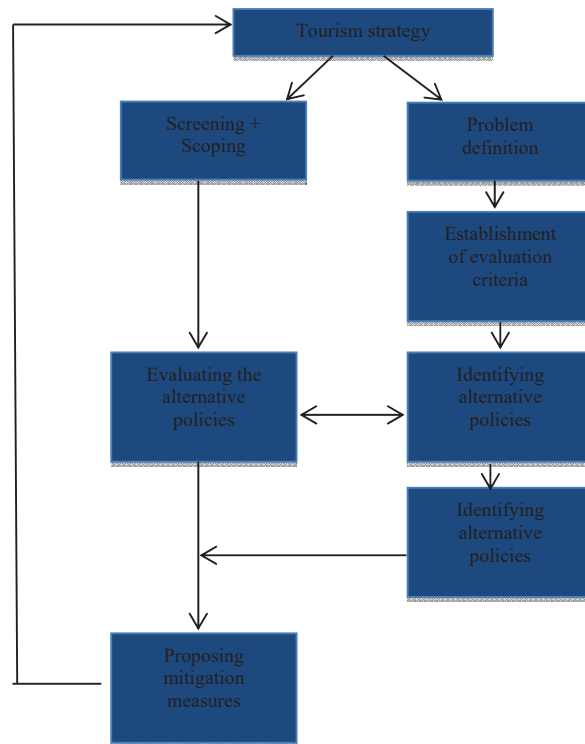 Tourism strategy
Screening +
Scoping
Problem
definition
Establishment
of evaluation
criteria
Evaluating the
alternative
policies
Identifying
alternative
policies
Identifying
alternative
policies
Proposing
mitigation
measures